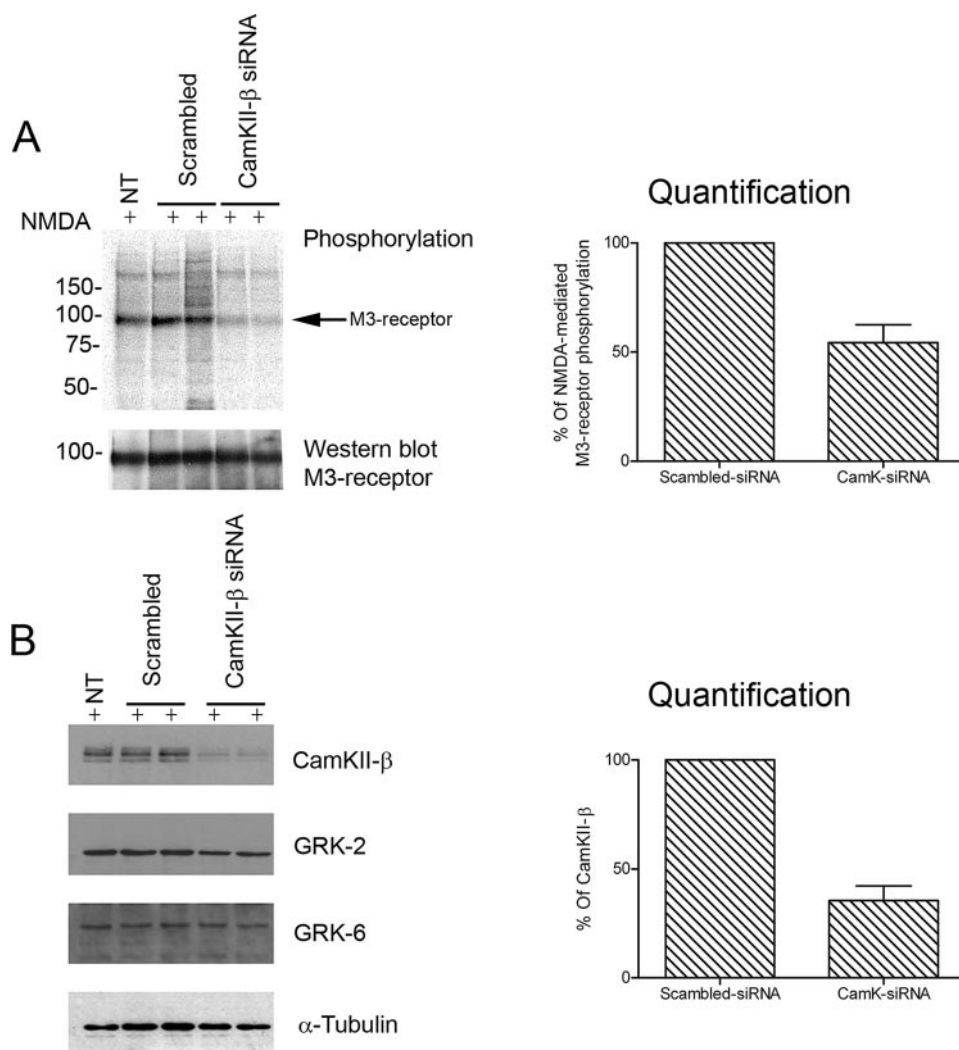 A
NT
Scrambled
CamKII-β siRNA
NMDA + + + + +
Phosphorylation
150-
100-
75-
50-
M3-receptor
100-
Western blot
M3-receptor
Quantification
% Of NMDA-mediated
M3-receptor phosphorylation
100
50
0
Scambled-siRNA CamK-siRNA
B
NT
Scrambled
CamKII-β siRNA
+ + + + +
CamKII-β
GRK-2
GRK-6
α-Tubulin
Quantification
% Of CamKII-β
100
50
0
Scambled-siRNA CamK-siRNA